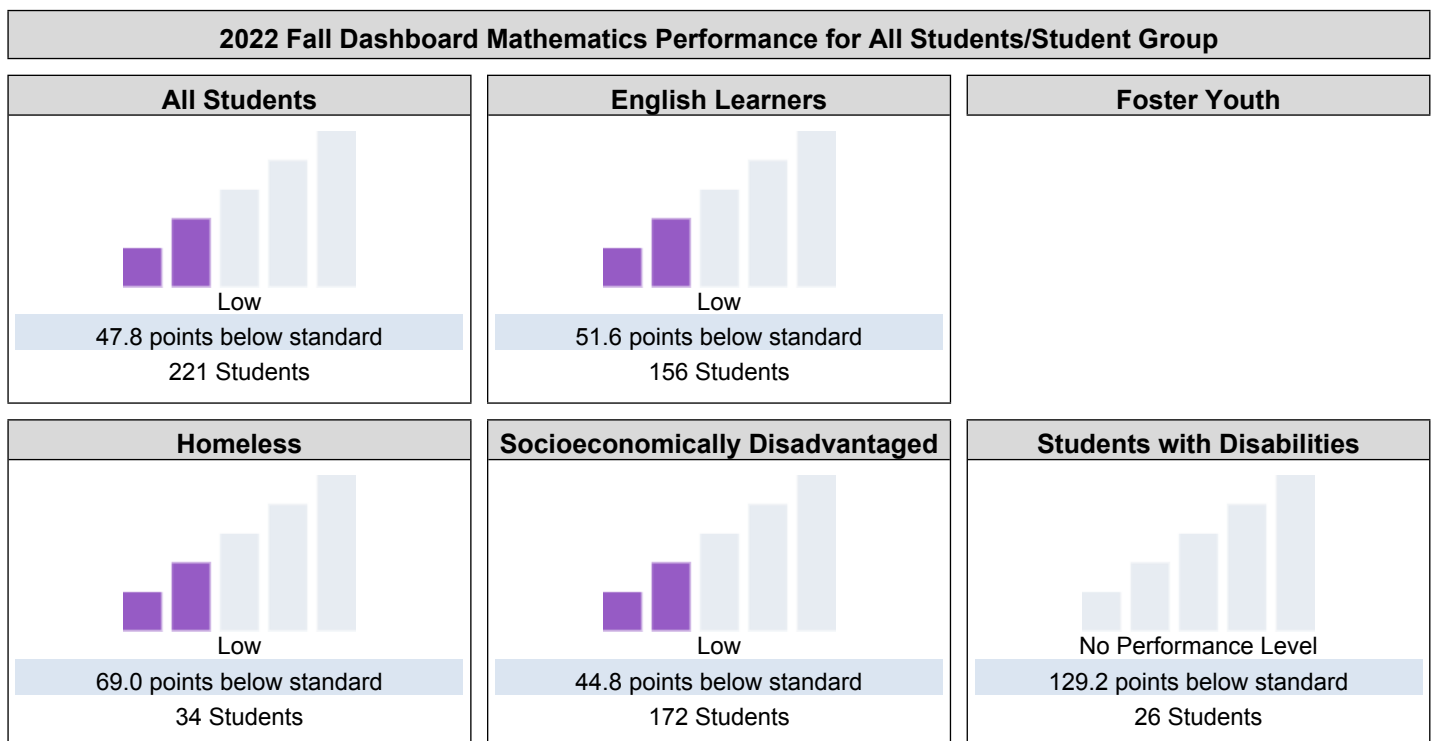 2022 Fall Dashboard Mathematics Performance for All Students/Student Group
All Students
Low
47.8 points below standard
221 Students
English Learners
Low
51.6 points below standard
156 Students
Foster Youth
Homeless
Low
69.0 points below standard
34 Students
Socioeconomically Disadvantaged
Low
44.8 points below standard
172 Students
Students with Disabilities
No Performance Level
129.2 points below standard
26 Students